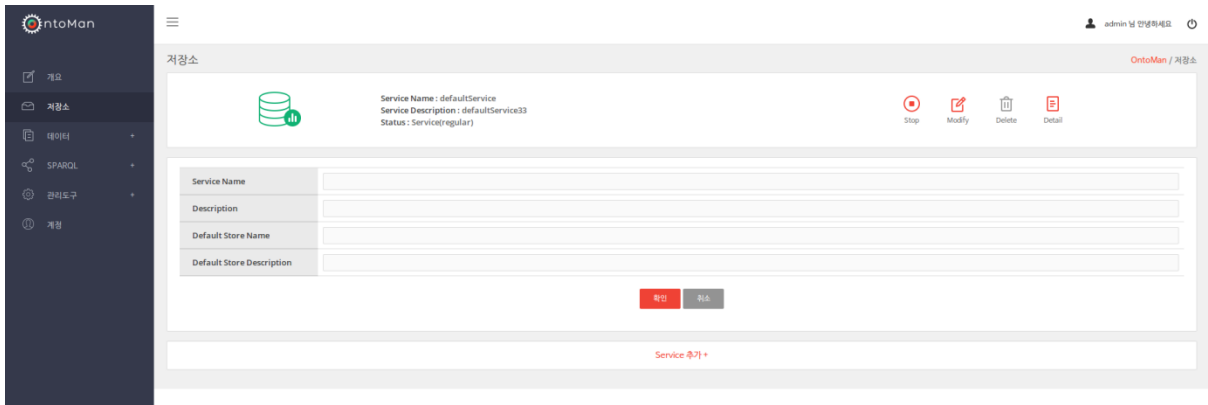 OntoMan
admin 님 안녕하세요
개요
저장소
데이터 +
SPARQL +
관리도구 +
계정
저장소
OntoMan / 저장소
Service Name : defaultService
Service Description : defaultService33
Status : Service(regular)
Stop Modify Delete Detail
Service Name
Description
Default Store Name
Default Store Description
확인 취소
Service 추가 +